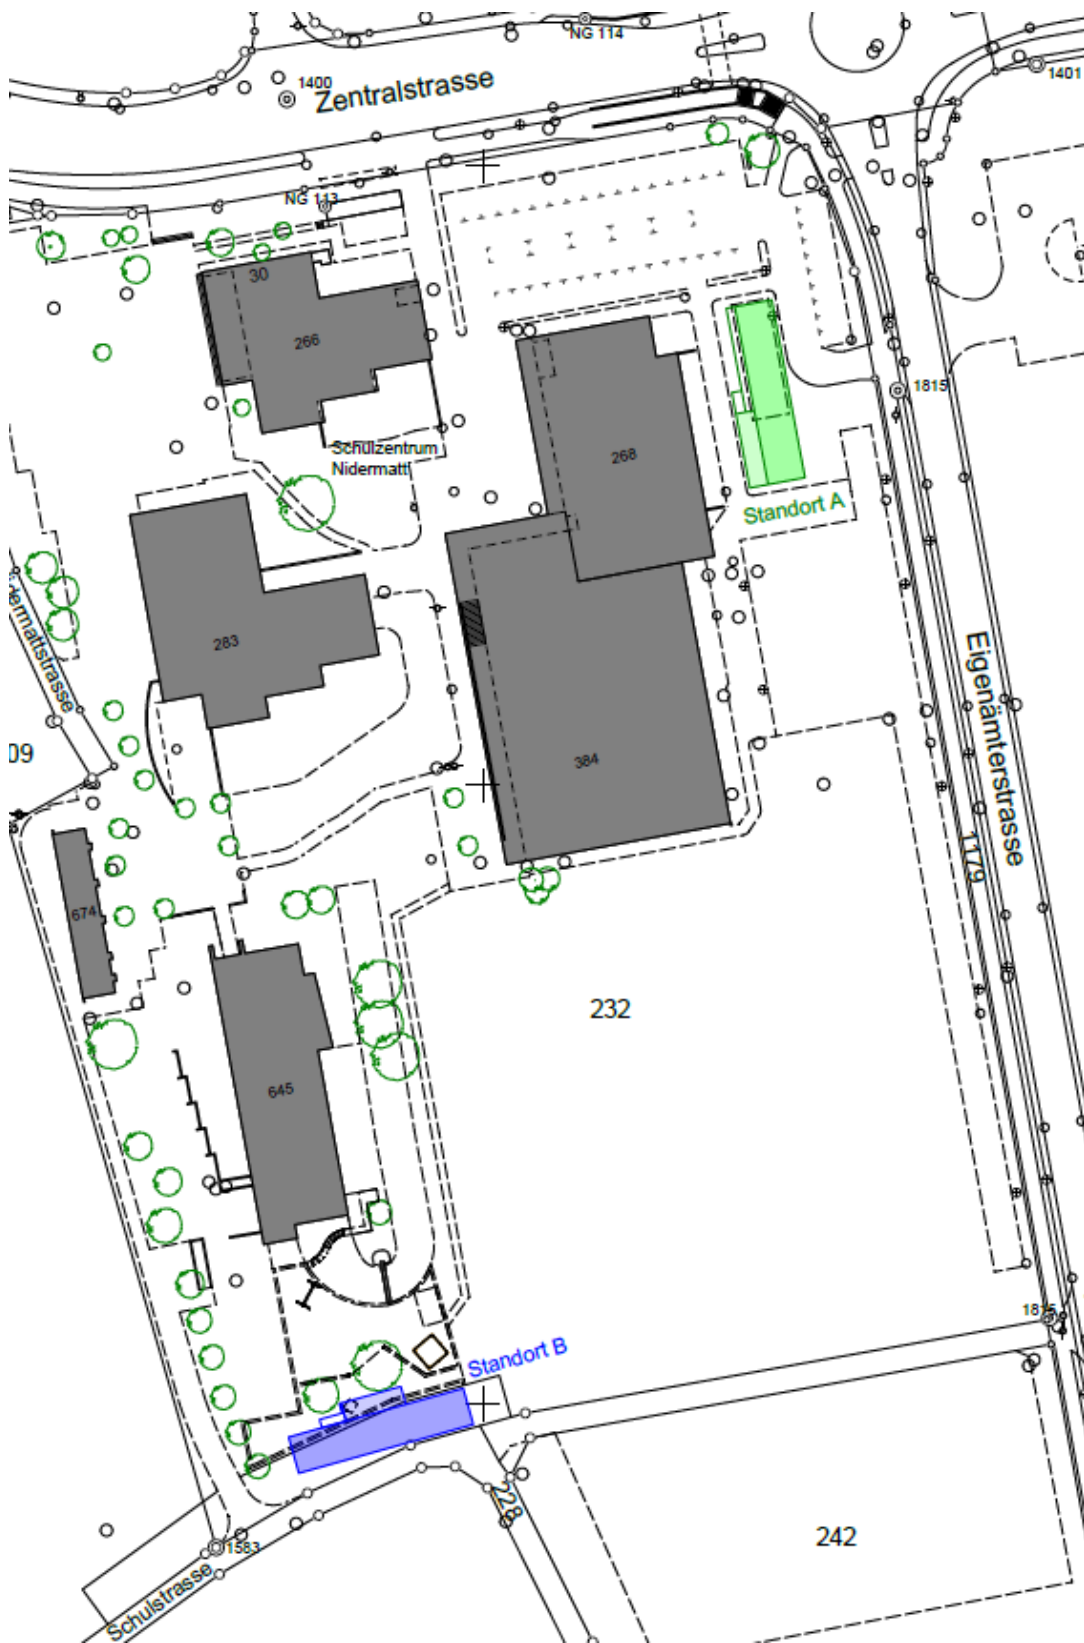 NG 114
1400
Zentralstrasse
1401
NG 113
30
266
1815
Schulzentrum
Nidermatt
268
Standort A
dermattstrasse
283
Eigenämterstrasse
09
384
1179
674
232
645
1815
Standort B
228
242
1583
Schulstrasse